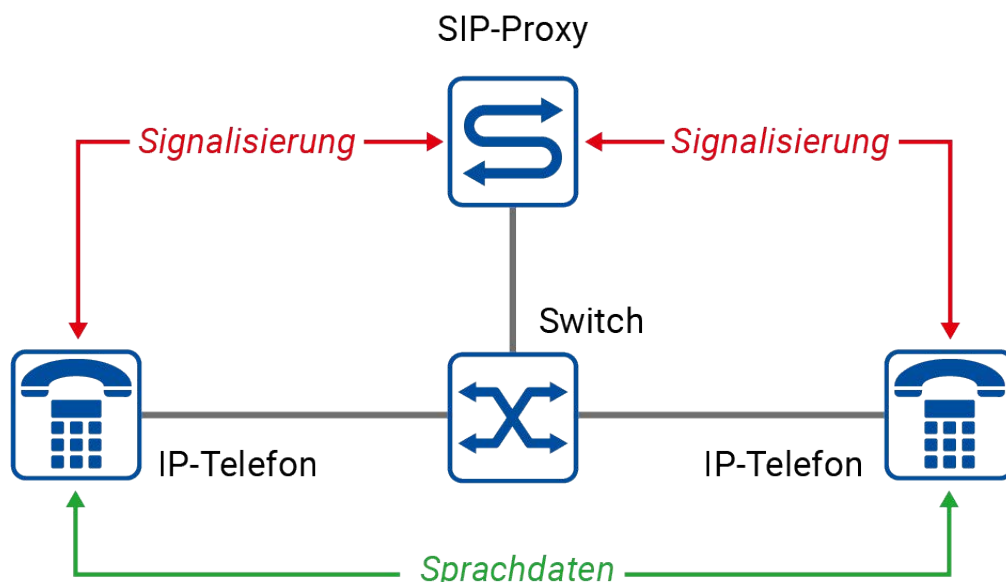 SIP-Proxy
Signalisierung
Signalisierung
Switch
IP-Telefon
IP-Telefon
Sprachdaten